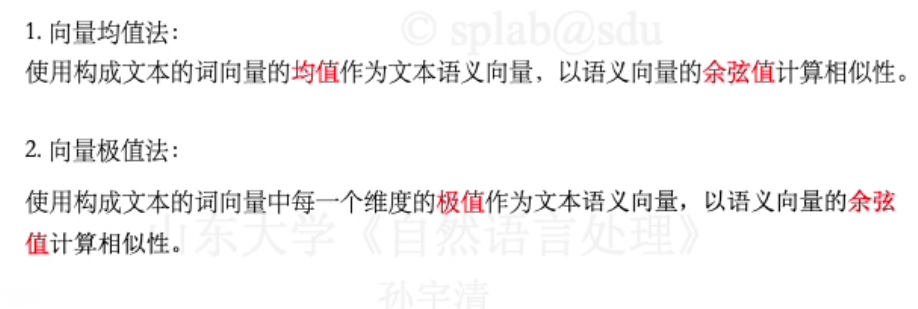 © splab@sdu
1. 向量均值法：
使用构成文本的词向量的均值作为文本语义向量，以语义向量的余弦值计算相似性。
2. 向量极值法：
使用构成文本的词向量中每一个维度的极值作为文本语义向量，以语义向量的余弦
值计算相似性。
山东大学《自然语言处理》
孙宇清